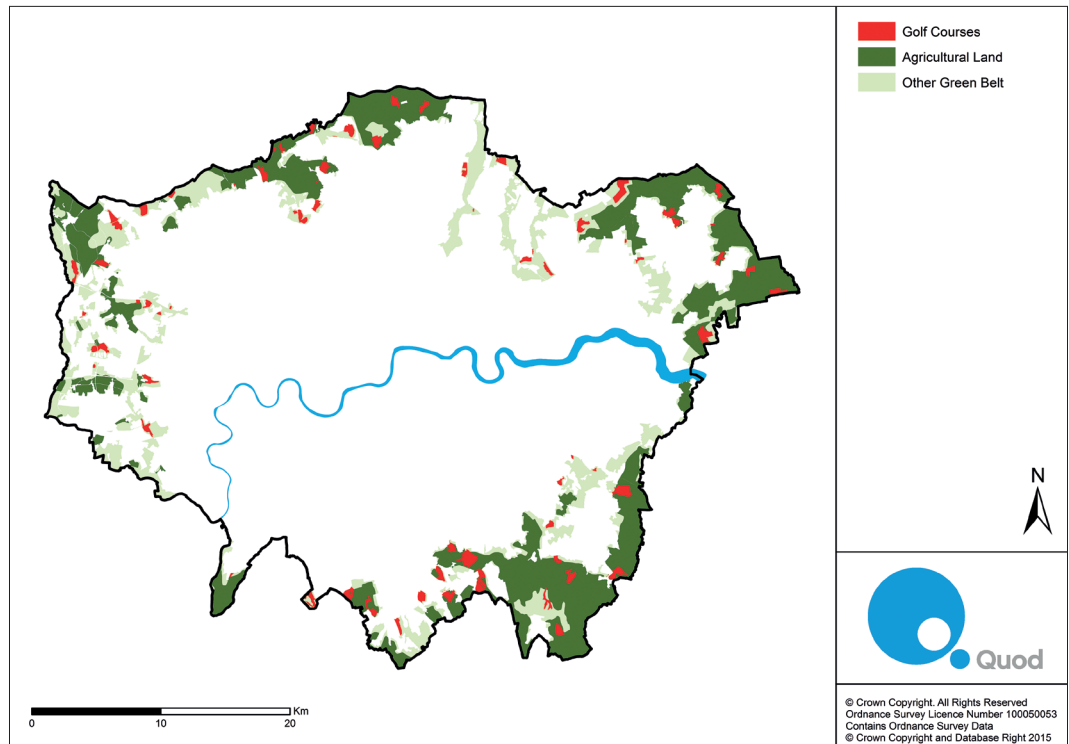 Golf Courses
Agricultural Land
Other Green Belt
N
Quod
Km
0 10 20
© Crown Copyright. All Rights Reserved
Ordnance Survey Licence Number 100050053
Contains Ordnance Survey Data
© Crown Copyright and Database Right 2015